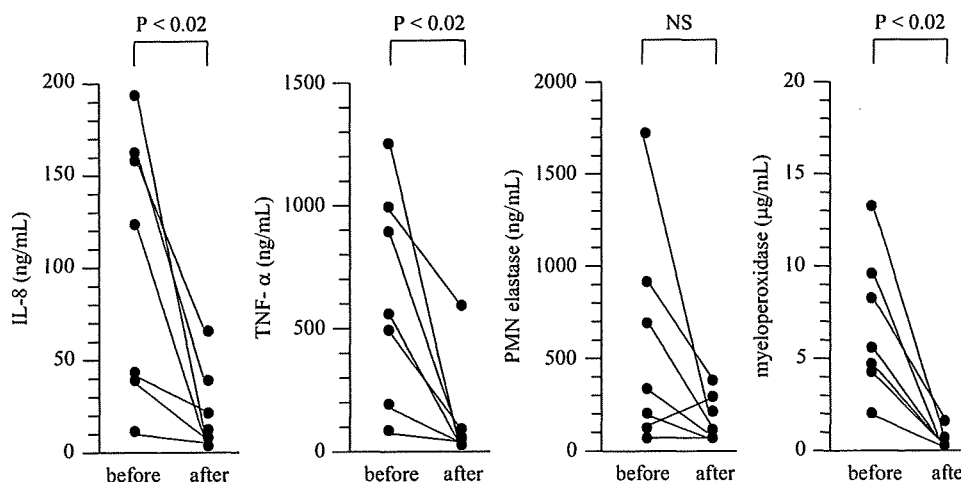 P < 0.02
P < 0.02
NS
P < 0.02
IL-8 (ng/mL)
200
150
100
50
0
before after
TNF- α (ng/mL)
1500
1000
500
0
before after
PMN elastase (ng/mL)
2000
1500
1000
500
0
before after
myeloperoxidase (μg/mL)
20
15
10
5
0
before after